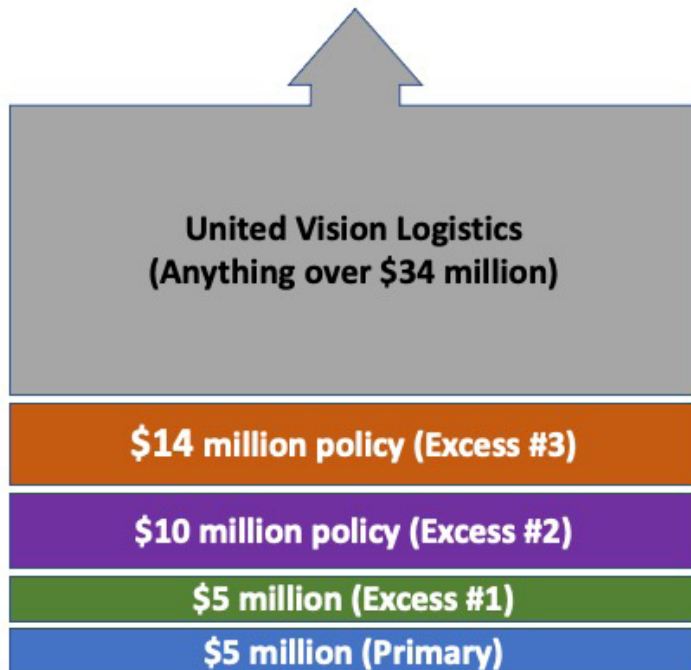 United Vision Logistics
(Anything over $34 million)
$14 million policy (Excess #3)
$10 million policy (Excess #2)
$5 million (Excess #1)
$5 million (Primary)